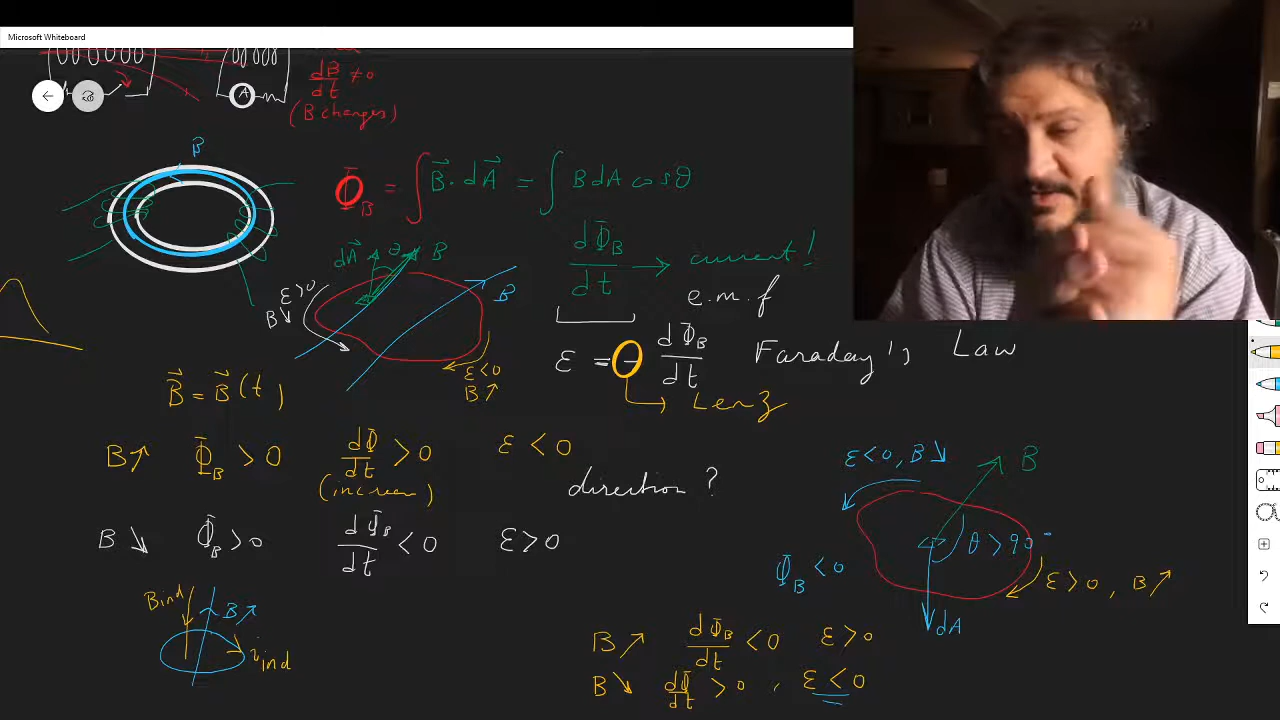 Microsoft Whiteboard
A
dB/dt ≠ 0
(B changes)
B
Φ_B = ∫ B⃗ · dA⃗ = ∫ B dA cos θ
dA⃗ θ B
B
ε>0
B↘
ε<0
B↗
dΦ_B/dt → current!
e.m.f
ε = - dΦ_B/dt Faraday's Law
→ Lenz
B⃗ = B⃗(t)
B↗ Φ_B > 0 dΦ/dt > 0 ε < 0
(increase)
direction ?
B↘ Φ_B > 0 dΦ_B/dt < 0 ε > 0
B_ind B↗
i_ind
ε<0, B↘
B
θ > 90°
Φ_B < 0
ε > 0, B↗
dA
B↗ dΦ_B/dt < 0 ε > 0
B↘ dΦ/dt > 0 , ε < 0